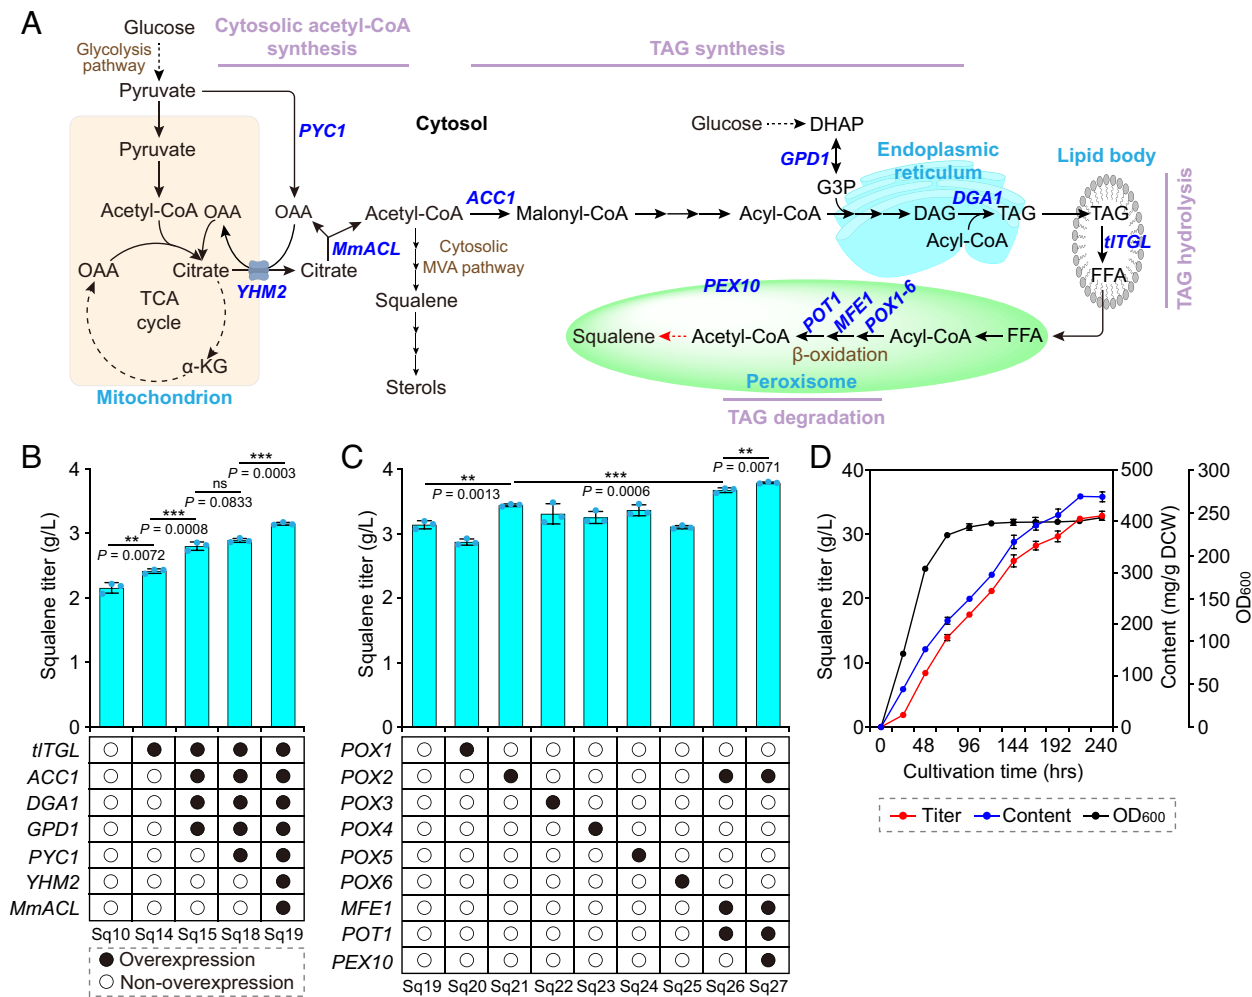 A
Glucose
Glycolysis
pathway
Pyruvate
Pyruvate
Acetyl-CoA
OAA
OAA
Citrate
TCA
cycle
α-KG
Mitochondrion
Cytosolic acetyl-CoA
synthesis
PYC1
OAA
YHM2
Citrate
MmACL
Cytosol
Acetyl-CoA
Cytosolic
MVA pathway
Squalene
Sterols
TAG synthesis
ACC1
Malonyl-CoA
Acyl-CoA
Glucose
DHAP
GPD1
G3P
Endoplasmic
reticulum
DAG
DGA1
TAG
Acyl-CoA
Lipid body
TAG
tlTGL
FFA
TAG hydrolysis
PEX10
POT1
MFE1
POX1-6
Squalene
Acetyl-CoA
Acyl-CoA
FFA
β-oxidation
Peroxisome
TAG degradation
B
Squalene titer (g/L)
4
3
2
1
0
**
P = 0.0072
***
P = 0.0008
ns
P = 0.0833
***
P = 0.0003
tlTGL
ACC1
DGA1
GPD1
PYC1
YHM2
MmACL
Sq10 Sq14 Sq15 Sq18 Sq19
Overexpression
Non-overexpression
C
Squalene titer (g/L)
4
3
2
1
0
**
P = 0.0013
***
P = 0.0006
**
P = 0.0071
POX1
POX2
POX3
POX4
POX5
POX6
MFE1
POT1
PEX10
Sq19 Sq20 Sq21 Sq22 Sq23 Sq24 Sq25 Sq26 Sq27
D
Squalene titer (g/L)
40
30
20
10
0
0 48 96 144 192 240
Cultivation time (hrs)
500
400
300
200
100
0
Content (mg/g DCW)
300
250
200
150
100
50
0
OD600
Titer Content OD600